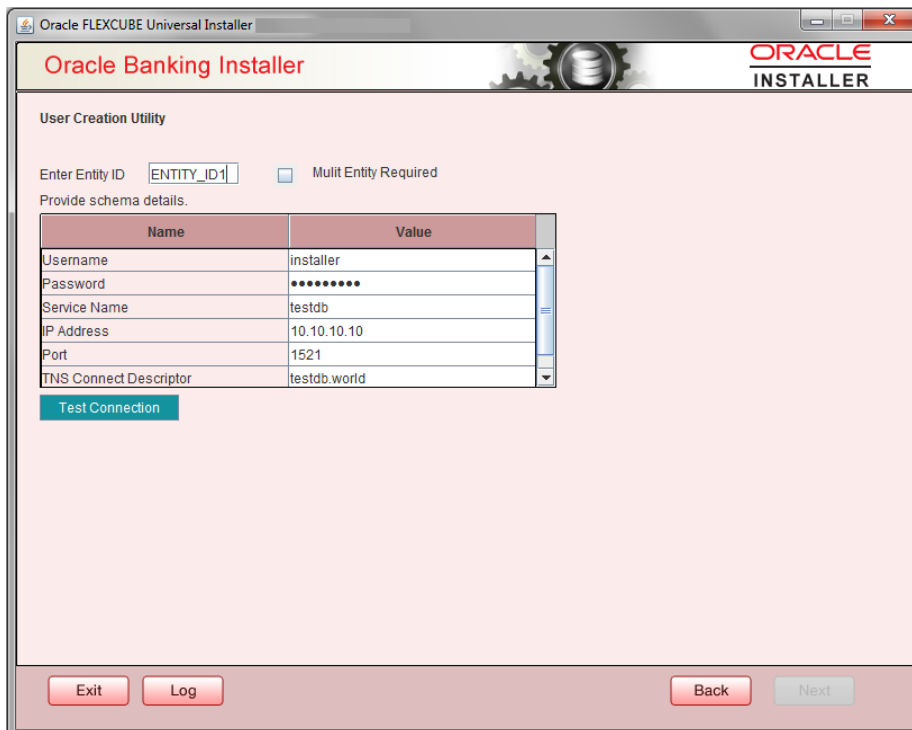 Oracle FLEXCUBE Universal Installer
Oracle Banking Installer
ORACLE
INSTALLER
User Creation Utility
Enter Entity ID ENTITY_ID1 Mulit Entity Required
Provide schema details.
Name Value
Username installer
Password •••••••••
Service Name testdb
IP Address 10.10.10.10
Port 1521
TNS Connect Descriptor testdb.world
Test Connection
Exit Log Back Next